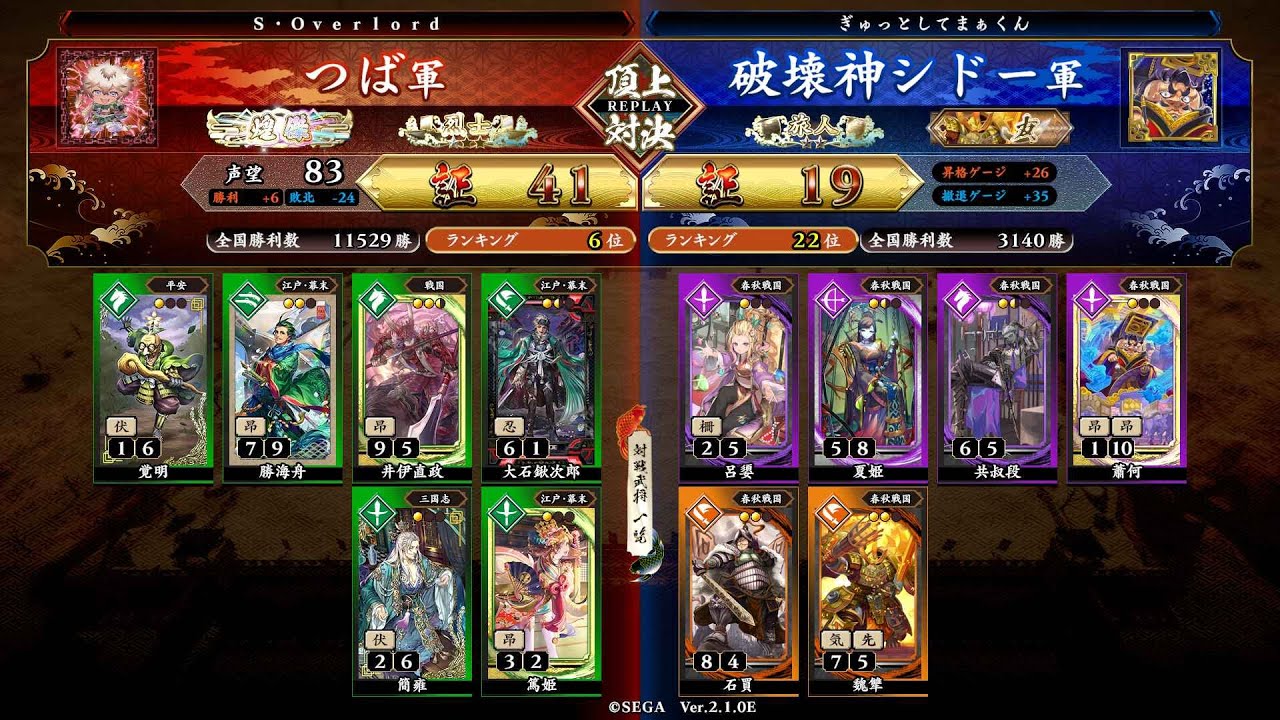 S・Overlord
ぎゅっとしてまぁくん
つば軍
頂上
REPLAY
対決
破壊神シドー軍
烈士
旅人
声望 83
勝利 +6 敗北 -24
証 41
証 19
昇格ゲージ +26
撤退ゲージ +35
全国勝利数 11529勝
ランキング 6位
ランキング 22位
全国勝利数 3140勝
平安
江戸・幕末
戦国
江戸・幕末
春秋戦国
春秋戦国
春秋戦国
春秋戦国
伏
昂
昂
忍
柵
昂 昂
1 6
7 9
9 5
6 1
2 5
5 8
6 5
1 10
覚明
勝海舟
井伊直政
大石鍬次郎
呂嬃
夏姫
共叔段
蕭何
対戦武将一覧
三国志
江戸・幕末
春秋戦国
春秋戦国
伏
昂
気 先
2 6
3 2
8 4
7 5
簡雍
篤姫
石買
魏犨
©SEGA Ver.2.1.0E